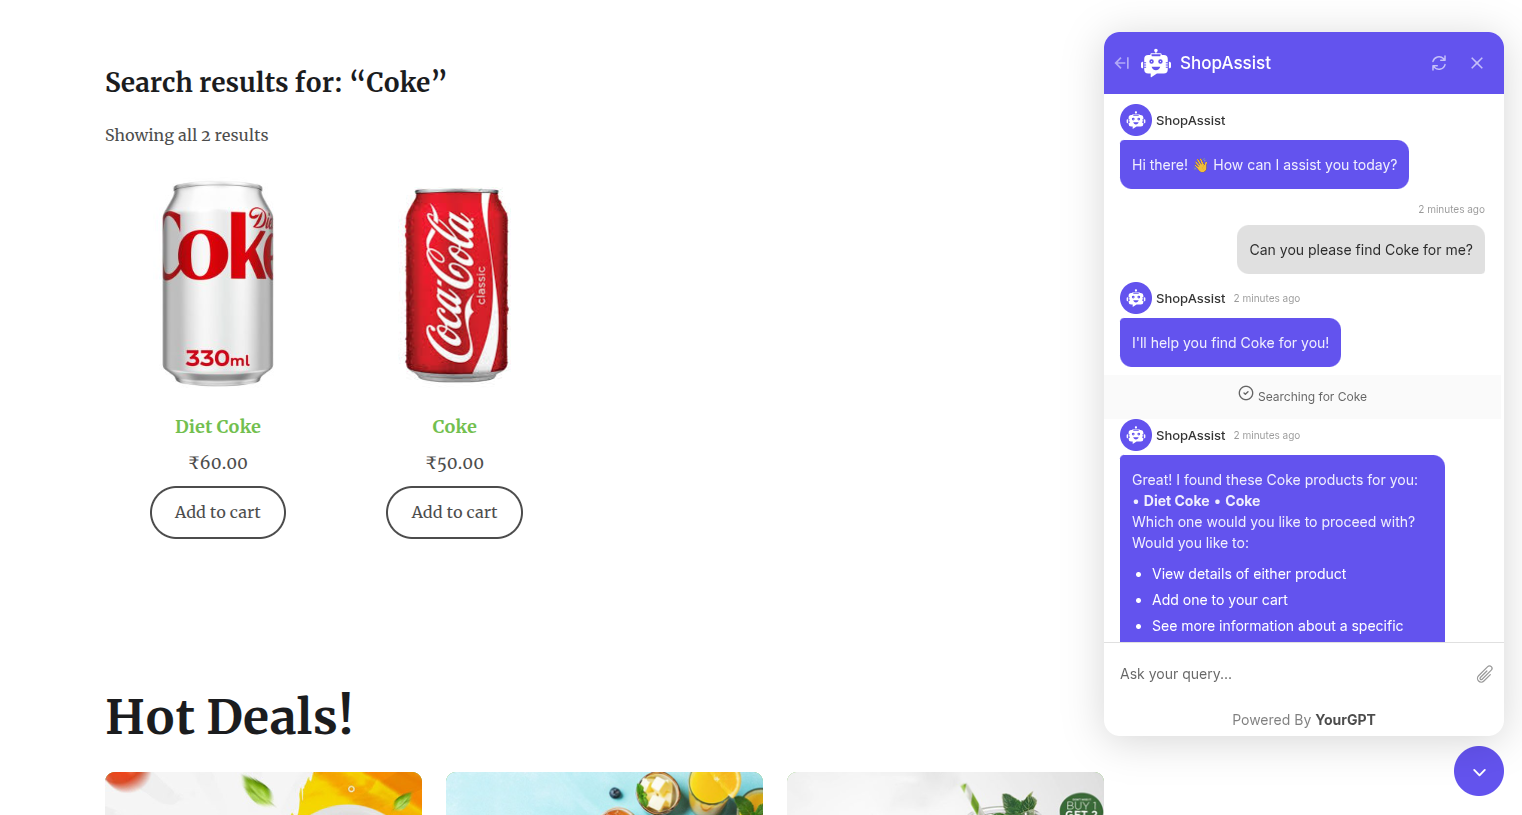 Search results for: “Coke”
Showing all 2 results
Diet
Coke
330ml
Coca-Cola
classic
Diet Coke
Coke
₹60.00
₹50.00
Add to cart
Add to cart
Hot Deals!
BUY 1
GET 2
ShopAssist
ShopAssist
Hi there! 👋 How can I assist you today?
2 minutes ago
Can you please find Coke for me?
ShopAssist 2 minutes ago
I'll help you find Coke for you!
Searching for Coke
ShopAssist 2 minutes ago
Great! I found these Coke products for you:
• Diet Coke • Coke
Which one would you like to proceed with?
Would you like to:
• View details of either product
• Add one to your cart
• See more information about a specific
Ask your query...
Powered By YourGPT